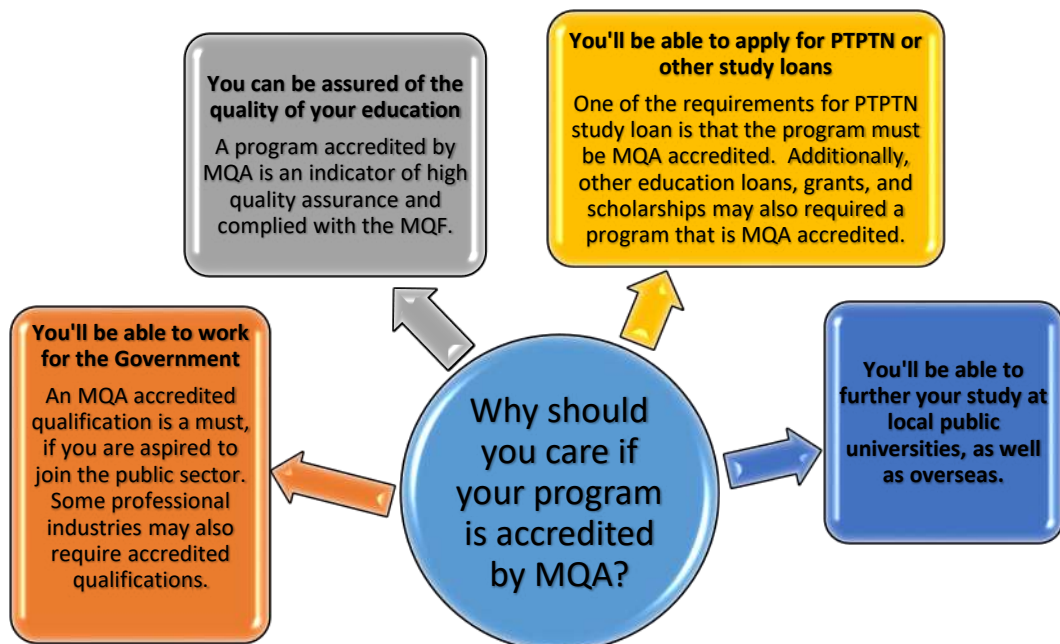 You can be assured of the
quality of your education
A program accredited by
MQA is an indicator of high
quality assurance and
complied with the MQF.
You'll be able to apply for PTPTN or
other study loans
One of the requirements for PTPTN
study loan is that the program must
be MQA accredited.  Additionally,
other education loans, grants, and
scholarships may also required a
program that is MQA accredited.
You'll be able to work
for the Government
An MQA accredited
qualification is a must,
if you are aspired to
join the public sector.
Some professional
industries may also
require accredited
qualifications.
Why should
you care if
your program
is accredited
by MQA?
You'll be able to
further your study at
local public
universities, as well
as overseas.